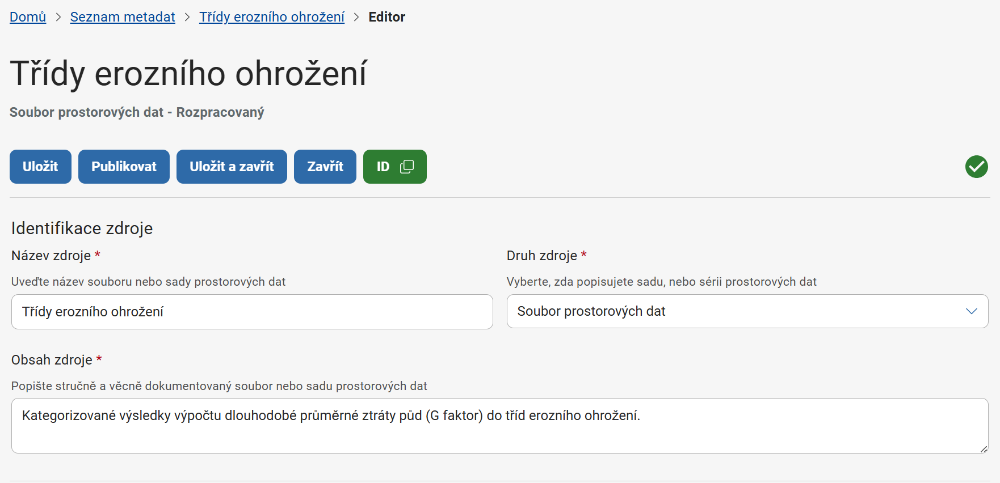 Domů > Seznam metadat > Třídy erozního ohrožení > Editor
Třídy erozního ohrožení
Soubor prostorových dat - Rozpracovaný
Uložit Publikovat Uložit a zavřít Zavřít ID
Identifikace zdroje
Název zdroje * Druh zdroje *
Uveďte název souboru nebo sady prostorových dat Vyberte, zda popisujete sadu, nebo sérii prostorových dat
Třídy erozního ohrožení Soubor prostorových dat
Obsah zdroje *
Popište stručně a věcně dokumentovaný soubor nebo sadu prostorových dat
Kategorizované výsledky výpočtu dlouhodobé průměrné ztráty půd (G faktor) do tříd erozního ohrožení.